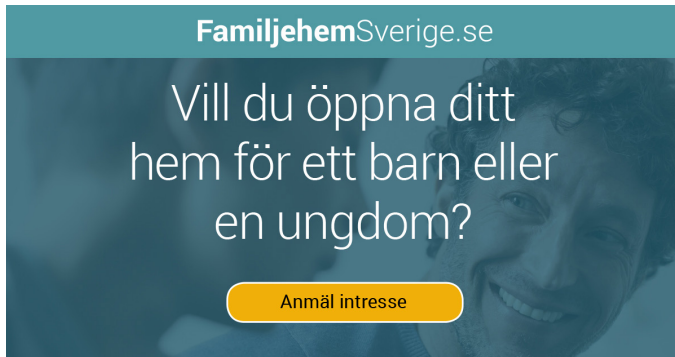 FamiljehemSverige.se
Vill du öppna ditt
hem för ett barn eller
en ungdom?
Anmäl intresse